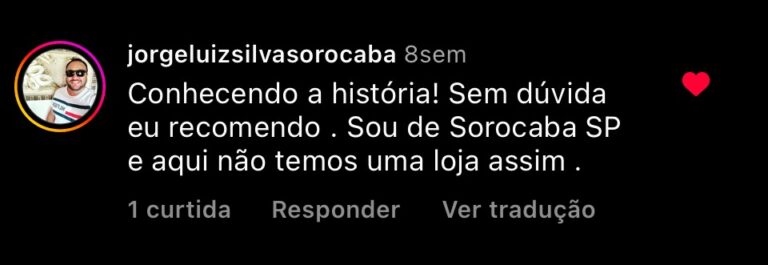 jorgeluizsilvasorocaba 8sem
Conhecendo a história! Sem dúvida
eu recomendo . Sou de Sorocaba SP
e aqui não temos uma loja assim .
1 curtida Responder Ver tradução